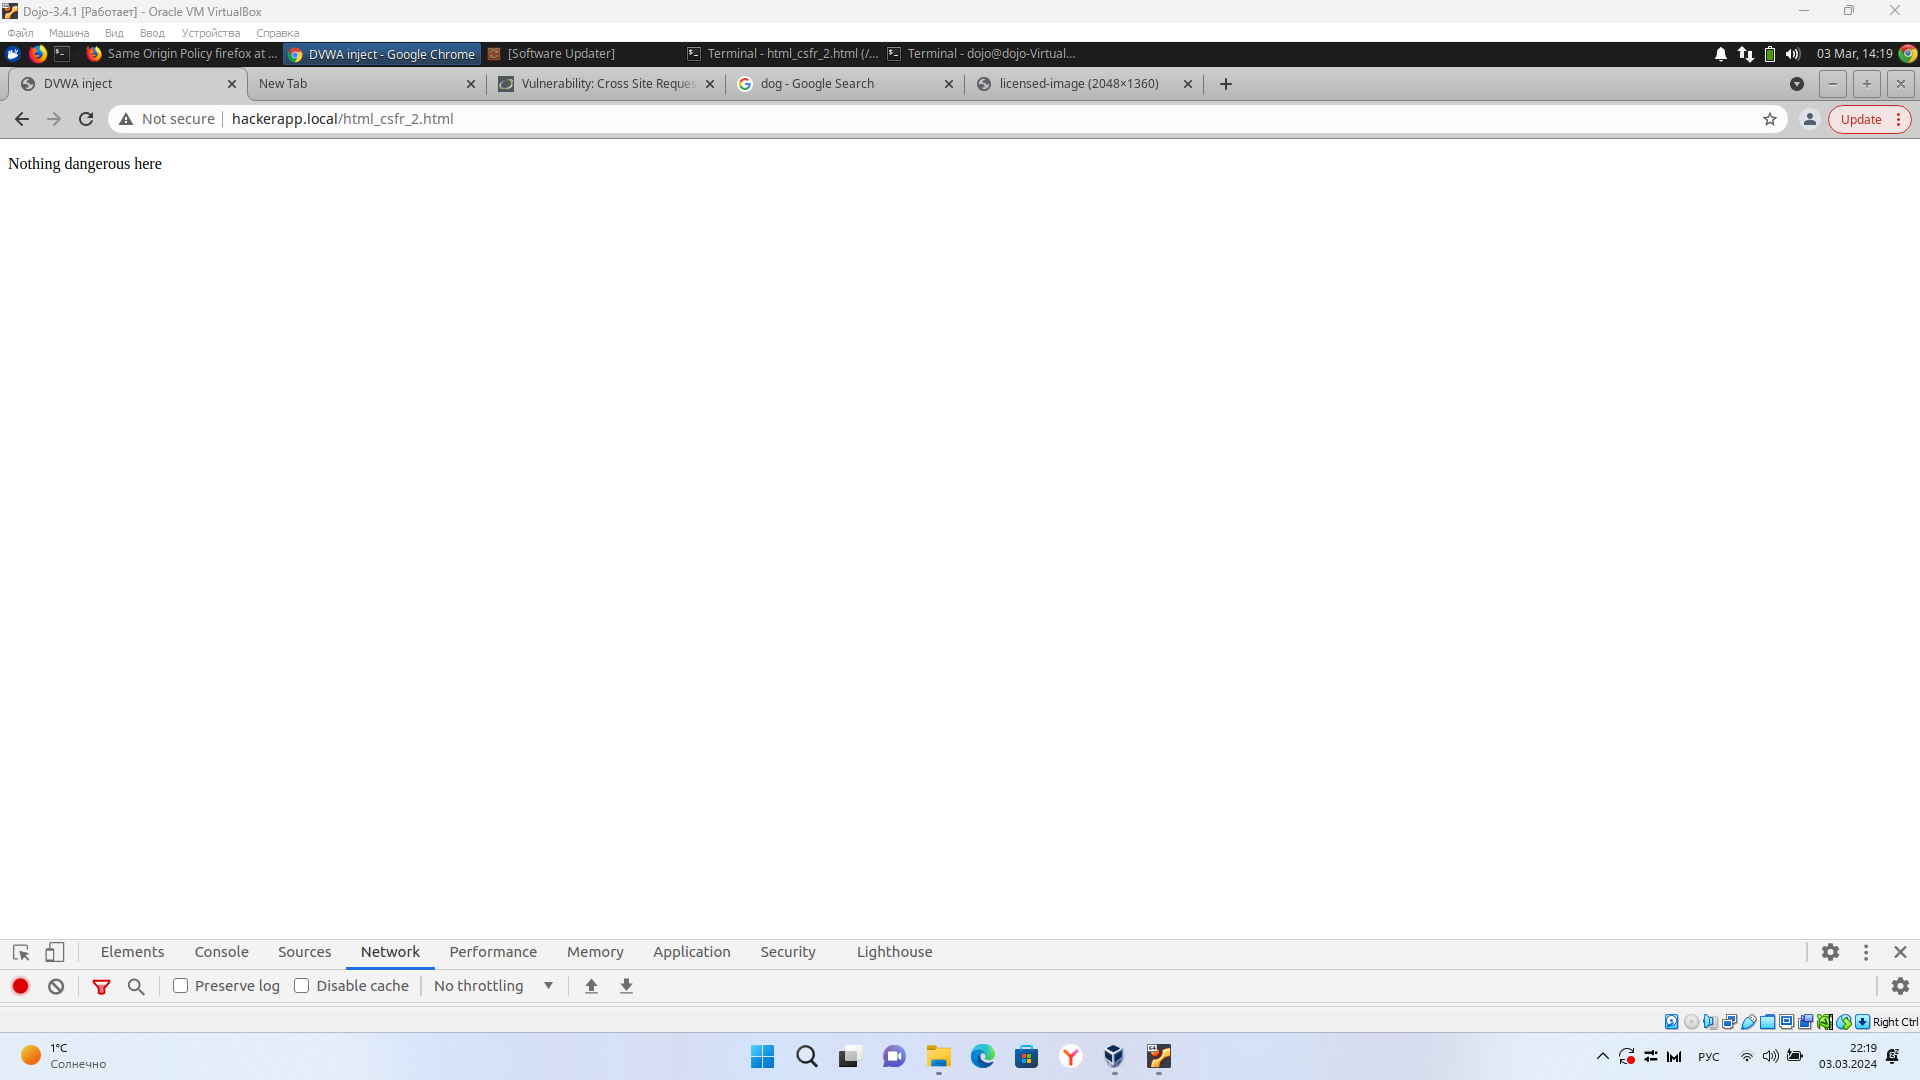 Dojo-3.4.1 [Работает] - Oracle VM VirtualBox
Файл Машина Вид Ввод Устройства Справка
Same Origin Policy firefox at ... DVWA inject - Google Chrome [Software Updater] Terminal - html_csfr_2.html (/... Terminal - dojo@dojo-Virtual... 03 Mar, 14:19
DVWA inject New Tab Vulnerability: Cross Site Reques dog - Google Search licensed-image (2048×1360)
Not secure hackerapp.local/html_csfr_2.html Update
Nothing dangerous here
Elements Console Sources Network Performance Memory Application Security Lighthouse
Preserve log Disable cache No throttling
Right Ctrl
1°C
Солнечно
РУС
22:19
03.03.2024